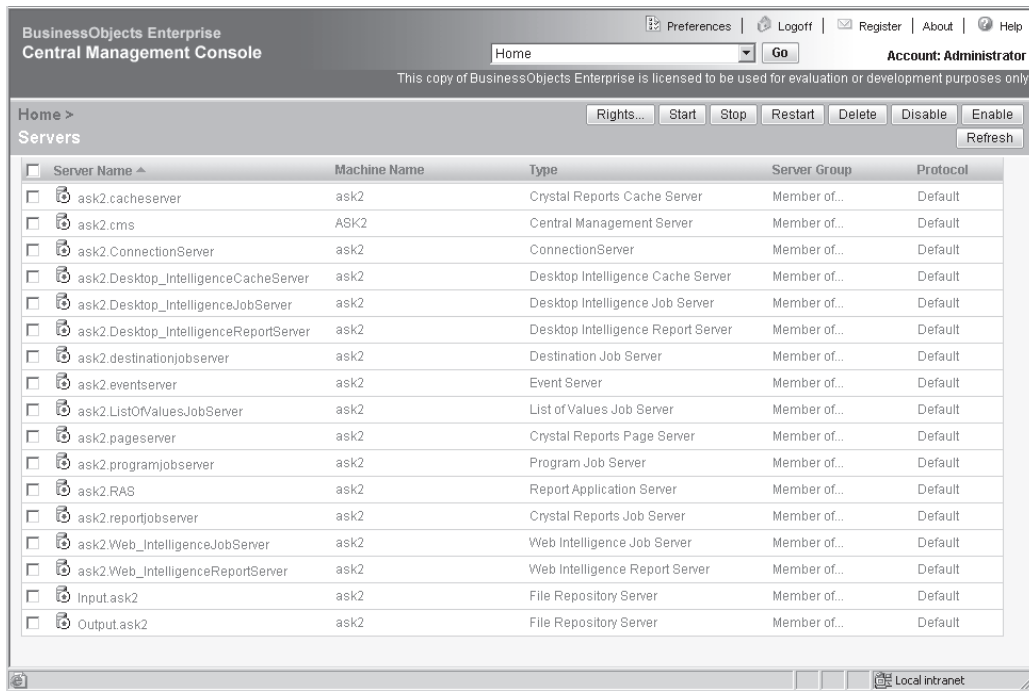 BusinessObjects Enterprise
Central Management Console
Preferences | Logoff | Register | About | Help
Home Go Account: Administrator
This copy of BusinessObjects Enterprise is licensed to be used for evaluation or development purposes only
Home >
Servers
Rights... Start Stop Restart Delete Disable Enable
Refresh
Server Name Machine Name Type Server Group Protocol
ask2.cacheserver ask2 Crystal Reports Cache Server Member of... Default
ask2.cms ASK2 Central Management Server Member of... Default
ask2.ConnectionServer ask2 ConnectionServer Member of... Default
ask2.Desktop_IntelligenceCacheServer ask2 Desktop Intelligence Cache Server Member of... Default
ask2.Desktop_IntelligenceJobServer ask2 Desktop Intelligence Job Server Member of... Default
ask2.Desktop_IntelligenceReportServer ask2 Desktop Intelligence Report Server Member of... Default
ask2.destinationjobserver ask2 Destination Job Server Member of... Default
ask2.eventserver ask2 Event Server Member of... Default
ask2.ListOfValuesJobServer ask2 List of Values Job Server Member of... Default
ask2.pageserver ask2 Crystal Reports Page Server Member of... Default
ask2.programjobserver ask2 Program Job Server Member of... Default
ask2.RAS ask2 Report Application Server Member of... Default
ask2.reportjobserver ask2 Crystal Reports Job Server Member of... Default
ask2.Web_IntelligenceJobServer ask2 Web Intelligence Job Server Member of... Default
ask2.Web_IntelligenceReportServer ask2 Web Intelligence Report Server Member of... Default
Input.ask2 ask2 File Repository Server Member of... Default
Output.ask2 ask2 File Repository Server Member of... Default
Local intranet